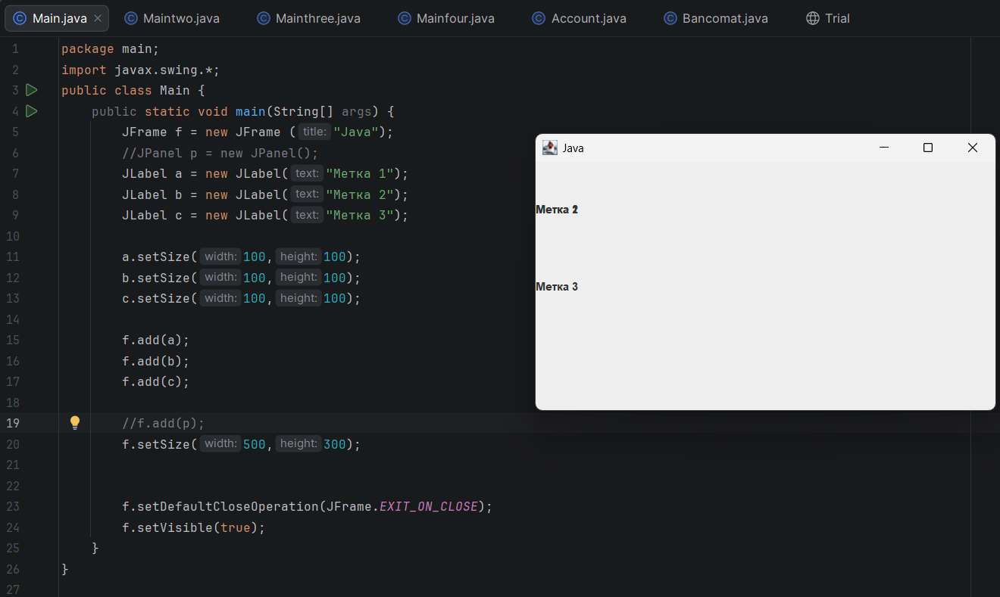 Main.java Maintwo.java Mainthree.java Mainfour.java Account.java Bancomat.java Trial
1 package main;
2 import javax.swing.*;
3 public class Main {
4 public static void main(String[] args) {
5 JFrame f = new JFrame ( title: "Java");
6 //JPanel p = new JPanel();
7 JLabel a = new JLabel( text: "Метка 1");
8 JLabel b = new JLabel( text: "Метка 2");
9 JLabel c = new JLabel( text: "Метка 3");
10
11 a.setSize( width: 100, height: 100);
12 b.setSize( width: 100, height: 100);
13 c.setSize( width: 100, height: 100);
14
15 f.add(a);
16 f.add(b);
17 f.add(c);
18
19 //f.add(p);
20 f.setSize( width: 500, height: 300);
21
22
23 f.setDefaultCloseOperation(JFrame.EXIT_ON_CLOSE);
24 f.setVisible(true);
25 }
26 }
27
Java
Метка
Метка 3